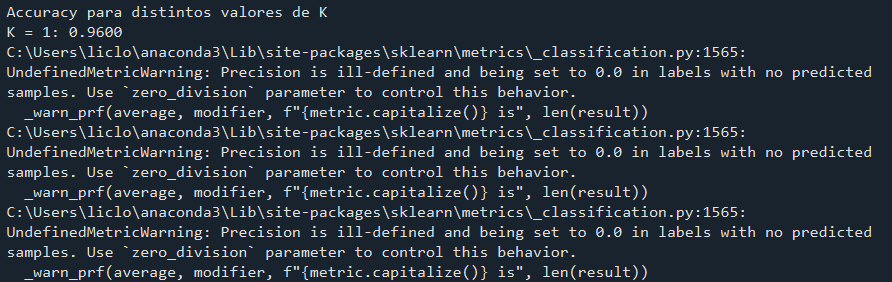 Accuracy para distintos valores de K
K = 1: 0.9600
C:\Users\liclo\anaconda3\Lib\site-packages\sklearn\metrics\_classification.py:1565:
UndefinedMetricWarning: Precision is ill-defined and being set to 0.0 in labels with no predicted
samples. Use `zero_division` parameter to control this behavior.
  _warn_prf(average, modifier, f"{metric.capitalize()} is", len(result))
C:\Users\liclo\anaconda3\Lib\site-packages\sklearn\metrics\_classification.py:1565:
UndefinedMetricWarning: Precision is ill-defined and being set to 0.0 in labels with no predicted
samples. Use `zero_division` parameter to control this behavior.
  _warn_prf(average, modifier, f"{metric.capitalize()} is", len(result))
C:\Users\liclo\anaconda3\Lib\site-packages\sklearn\metrics\_classification.py:1565:
UndefinedMetricWarning: Precision is ill-defined and being set to 0.0 in labels with no predicted
samples. Use `zero_division` parameter to control this behavior.
  _warn_prf(average, modifier, f"{metric.capitalize()} is", len(result))